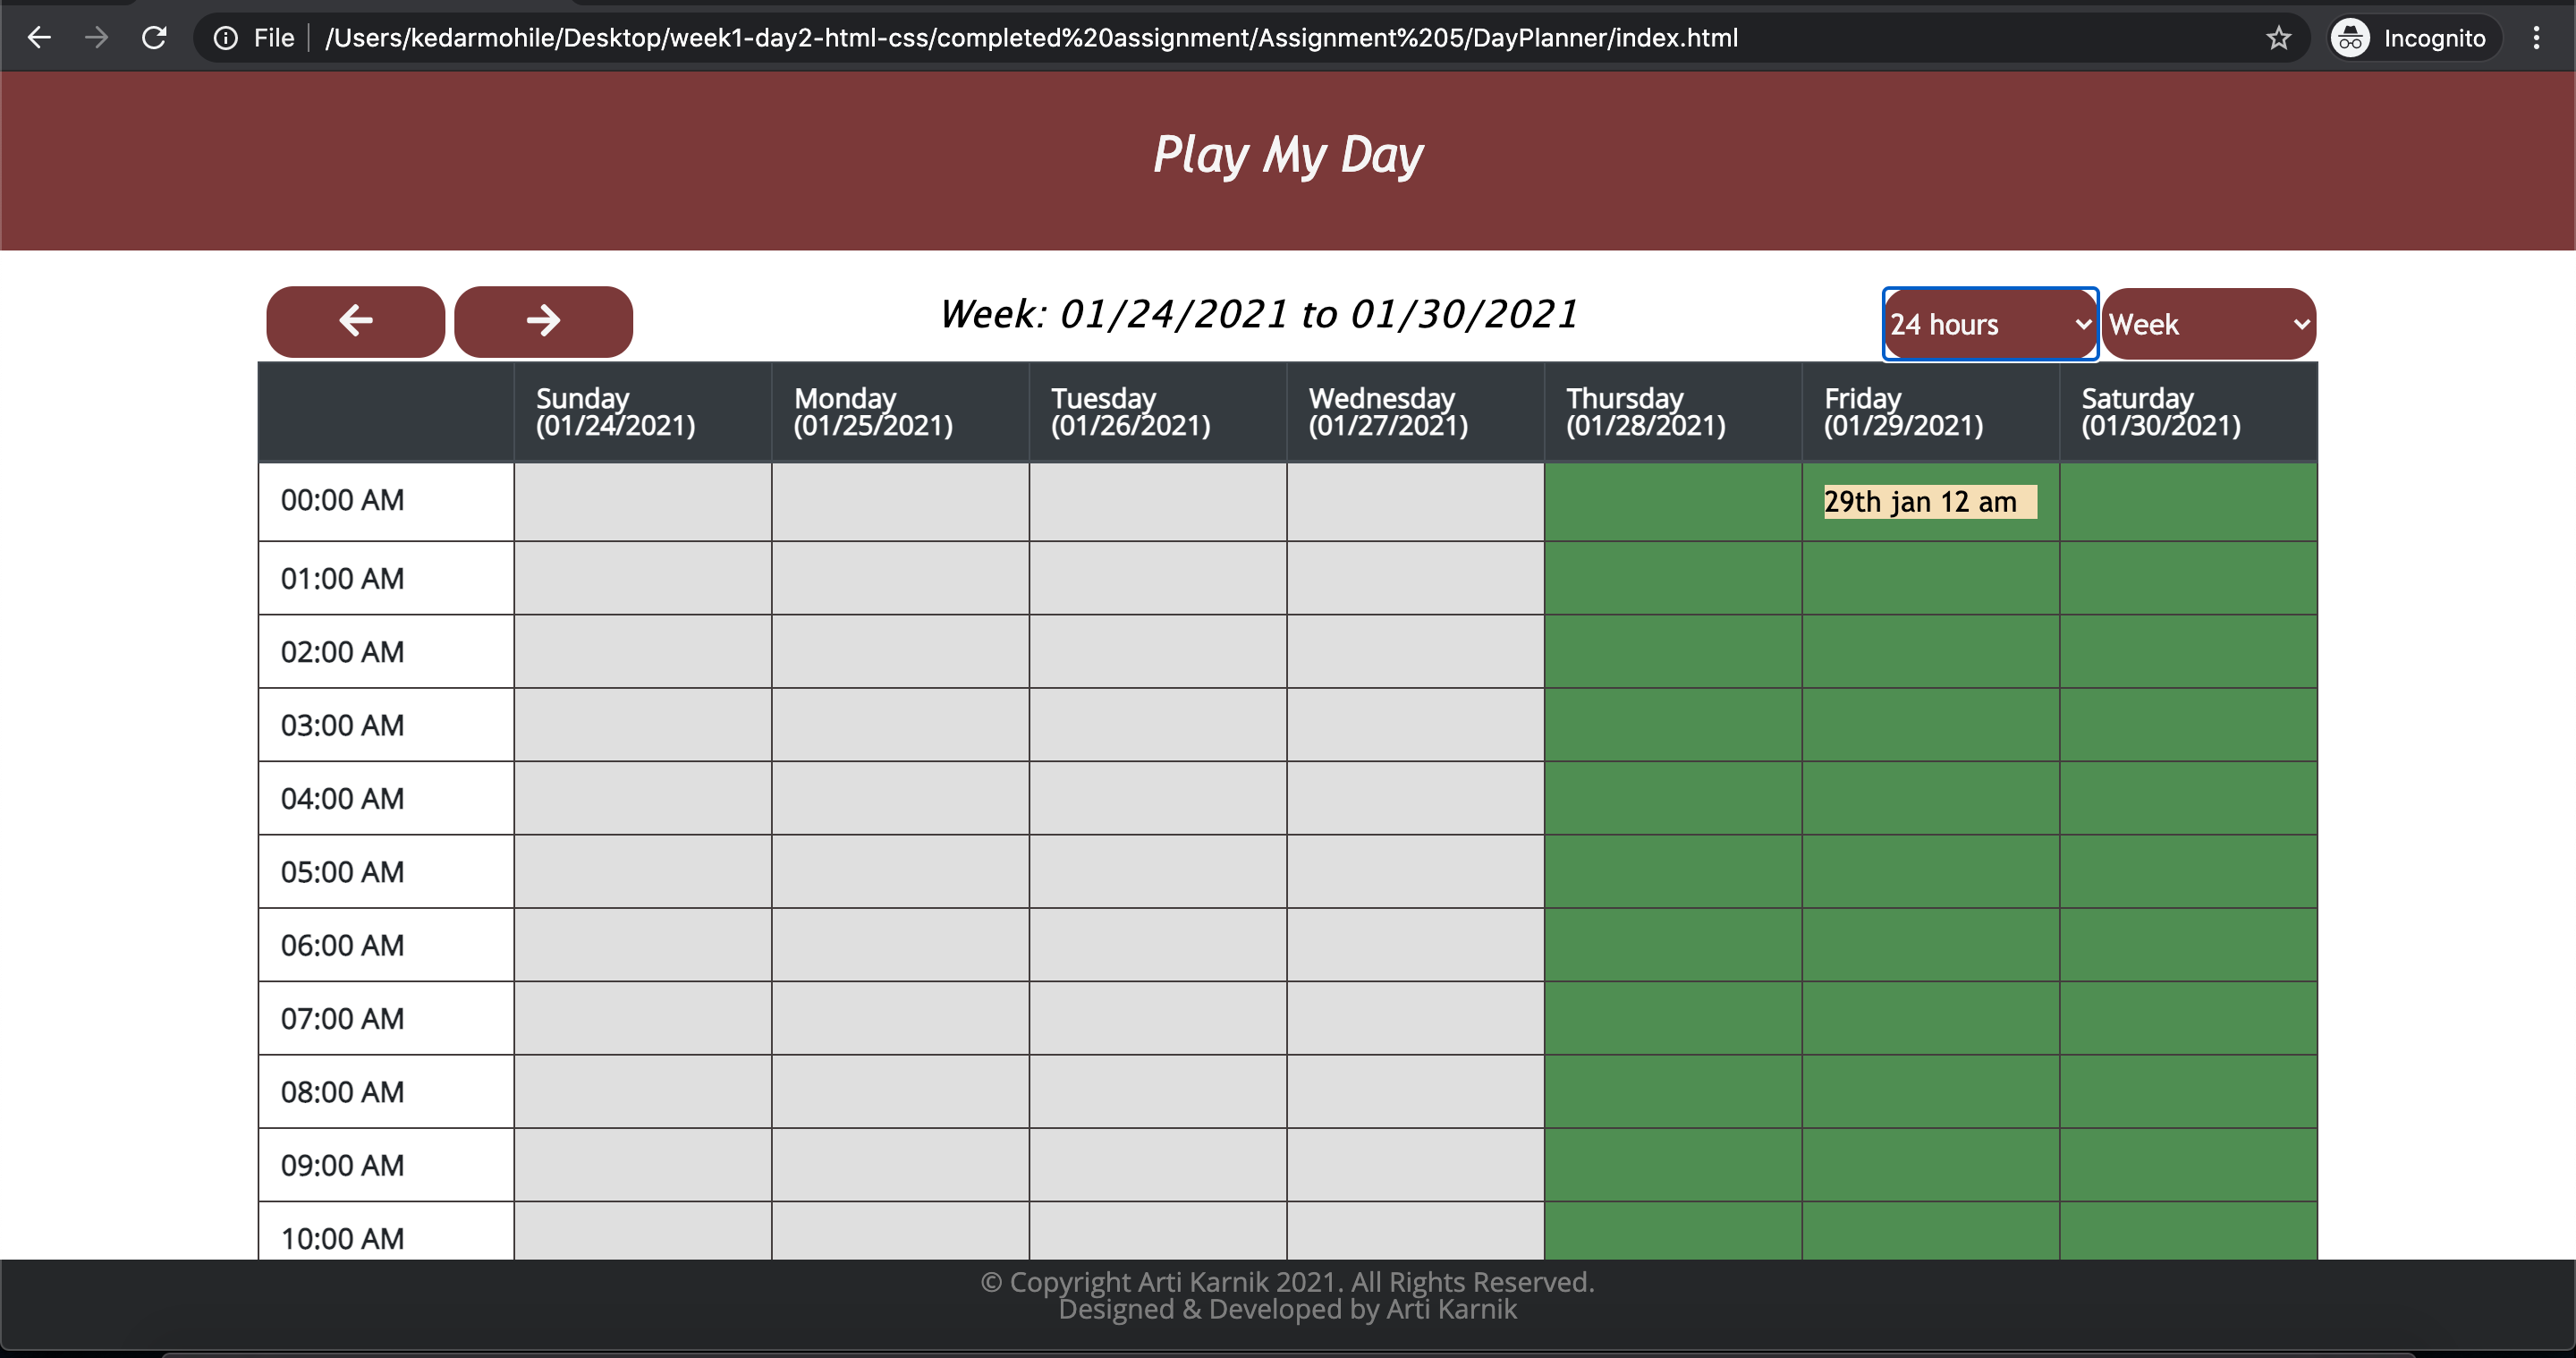 File /Users/kedarmohile/Desktop/week1-day2-html-css/completed%20assignment/Assignment%205/DayPlanner/index.html Incognito
Play My Day
Week: 01/24/2021 to 01/30/2021
24 hours Week
Sunday (01/24/2021)
Monday (01/25/2021)
Tuesday (01/26/2021)
Wednesday (01/27/2021)
Thursday (01/28/2021)
Friday (01/29/2021)
Saturday (01/30/2021)
00:00 AM 29th jan 12 am
01:00 AM
02:00 AM
03:00 AM
04:00 AM
05:00 AM
06:00 AM
07:00 AM
08:00 AM
09:00 AM
10:00 AM
© Copyright Arti Karnik 2021. All Rights Reserved.
Designed & Developed by Arti Karnik